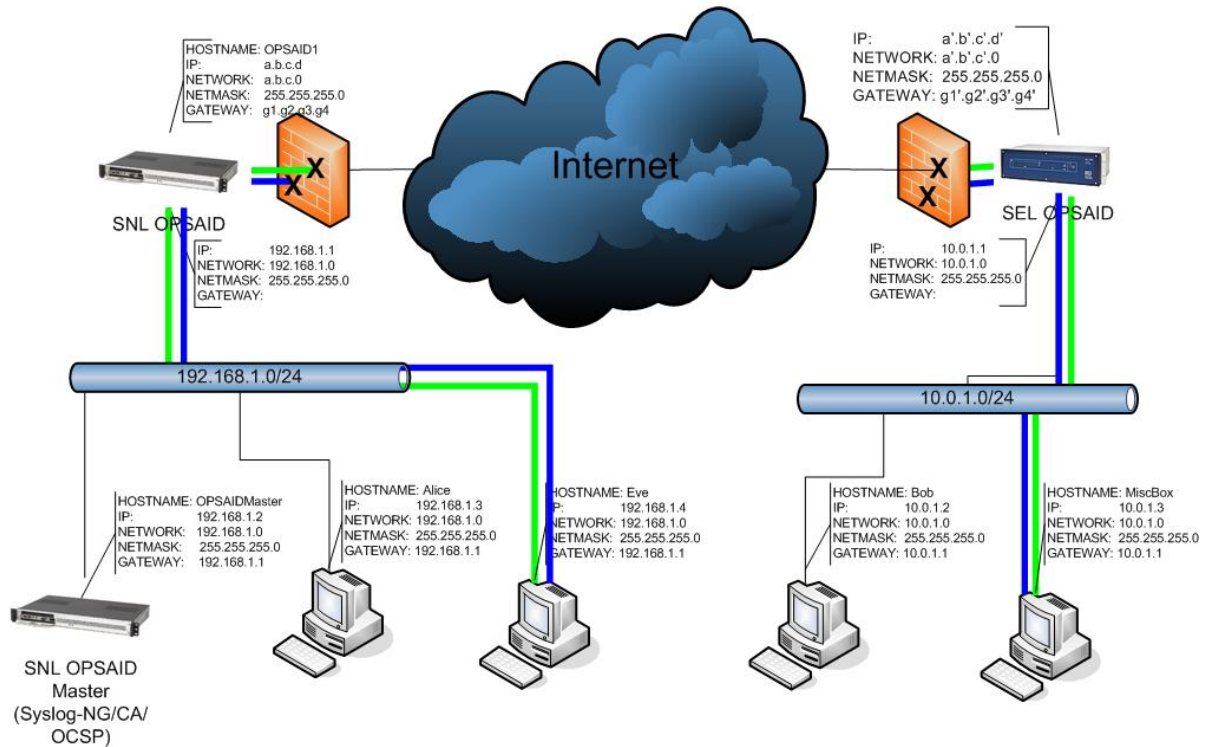 HOSTNAME: OPSAID1
IP: a.b.c.d
NETWORK: a.b.c.0
NETMASK: 255.255.255.0
GATEWAY: g1.g2.g3.g4
IP: a'.b'.c'.d'
NETWORK: a'.b'.c'.0
NETMASK: 255.255.255.0
GATEWAY: g1'.g2'.g3'.g4'
X
X
Internet
X
X
SNL OPSAID
SEL OPSAID
IP: 192.168.1.1
NETWORK: 192.168.1.0
NETMASK: 255.255.255.0
GATEWAY:
IP: 10.0.1.1
NETWORK: 10.0.1.0
NETMASK: 255.255.255.0
GATEWAY:
192.168.1.0/24
10.0.1.0/24
HOSTNAME: OPSAIDMaster
IP: 192.168.1.2
NETWORK: 192.168.1.0
NETMASK: 255.255.255.0
GATEWAY: 192.168.1.1
HOSTNAME: Alice
IP: 192.168.1.3
NETWORK: 192.168.1.0
NETMASK: 255.255.255.0
GATEWAY: 192.168.1.1
HOSTNAME: Eve
IP: 192.168.1.4
NETWORK: 192.168.1.0
NETMASK: 255.255.255.0
GATEWAY: 192.168.1.1
HOSTNAME: Bob
IP: 10.0.1.2
NETWORK: 10.0.1.0
NETMASK: 255.255.255.0
GATEWAY: 10.0.1.1
HOSTNAME: MiscBox
IP: 10.0.1.3
NETWORK: 10.0.1.0
NETMASK: 255.255.255.0
GATEWAY: 10.0.1.1
SNL OPSAID
Master
(Syslog-NG/CA/
OCSP)